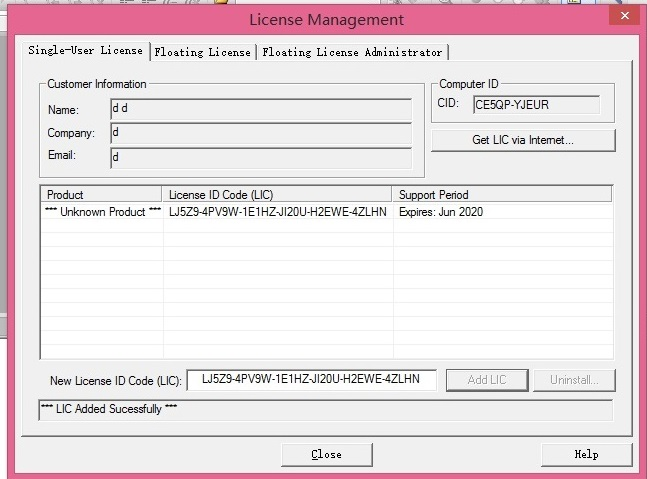 License Management
Single-User License Floating License Floating License Administrator
Customer Information
Name: d d
Company: d
Email: d
Computer ID
CID: CE5QP-YJEUR
Get LIC via Internet...
Product License ID Code (LIC) Support Period
*** Unknown Product *** LJ5Z9-4PV9W-1E1HZ-JI20U-H2EWE-4ZLHN Expires: Jun 2020
New License ID Code (LIC): LJ5Z9-4PV9W-1E1HZ-JI20U-H2EWE-4ZLHN Add LIC Uninstall...
*** LIC Added Sucessfully ***
Close Help